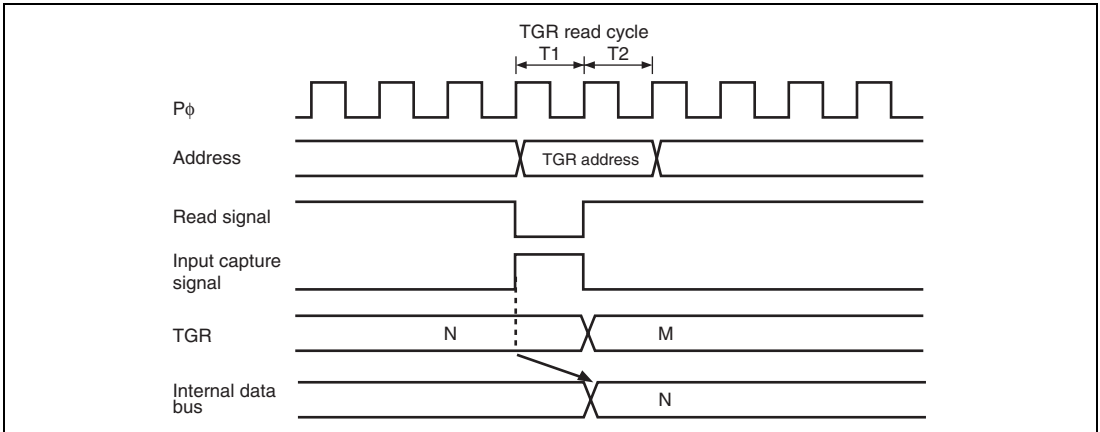 TGR read cycle
T1 T2
Pϕ
Address
TGR address
Read signal
Input capture
signal
TGR
N M
Internal data
bus
N